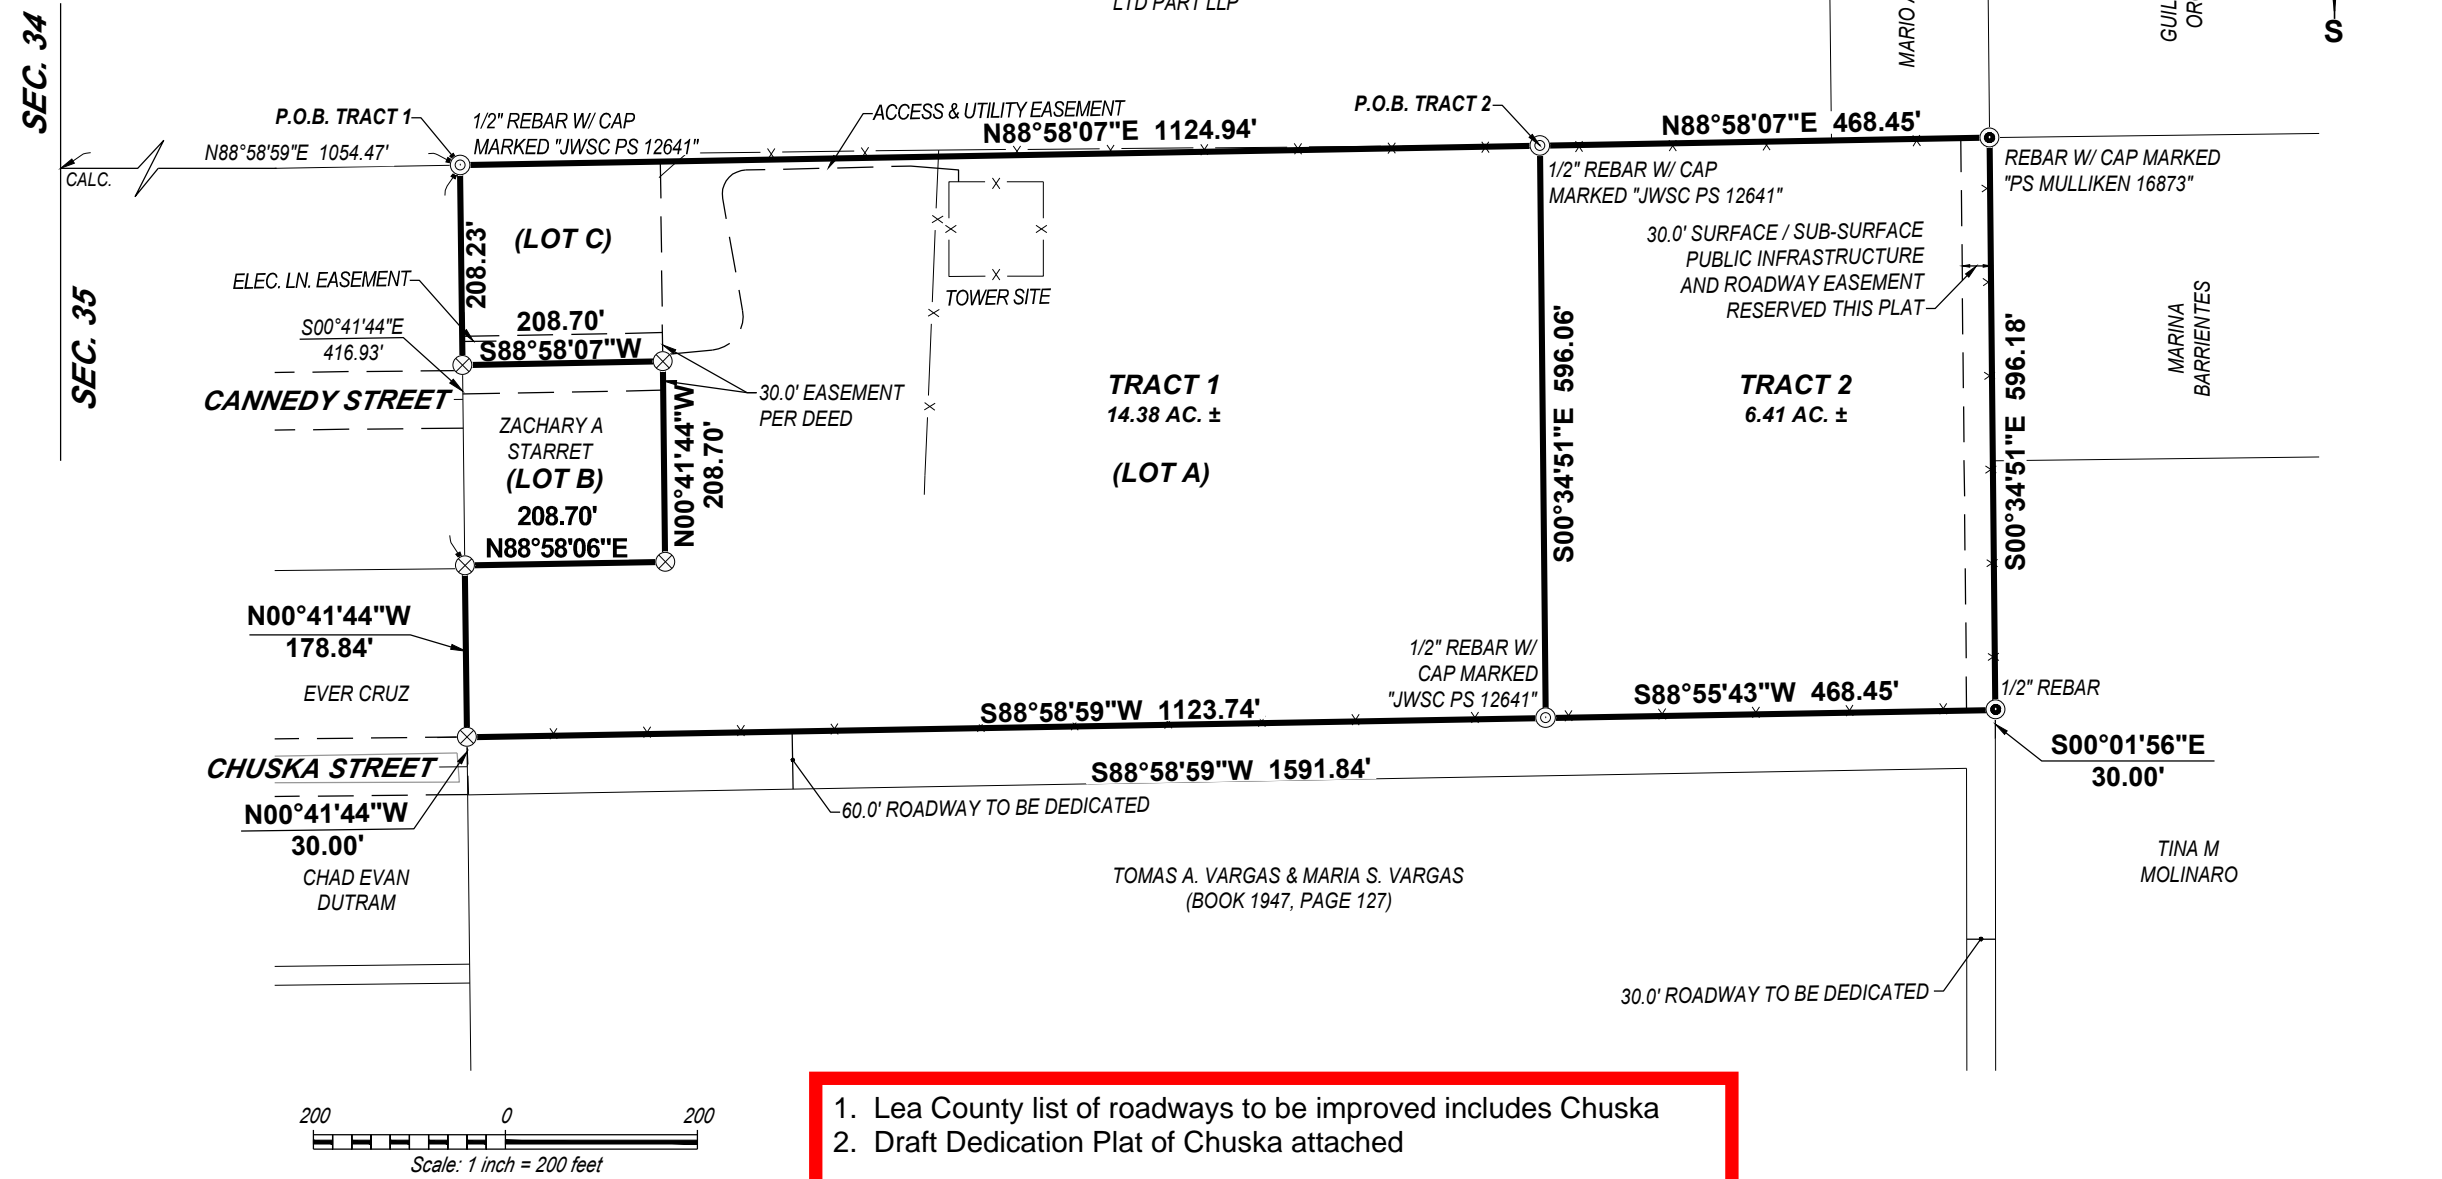 LTD PART LLP
MARIO
GUIL
OR
S
SEC. 34
SEC. 35
P.O.B. TRACT 1
1/2" REBAR W/ CAP
MARKED "JWSC PS 12641"
N88°58'59"E 1054.47'
CALC.
ACCESS & UTILITY EASEMENT
N88°58'07"E 1124.94'
P.O.B. TRACT 2
N88°58'07"E 468.45'
1/2" REBAR W/ CAP
MARKED "JWSC PS 12641"
REBAR W/ CAP MARKED
"PS MULLIKEN 16873"
30.0' SURFACE / SUB-SURFACE
PUBLIC INFRASTRUCTURE
AND ROADWAY EASEMENT
RESERVED THIS PLAT
(LOT C)
208.23'
ELEC. LN. EASEMENT
S00°41'44"E
416.93'
208.70'
S88°58'07"W
TOWER SITE
CANNEDY STREET
30.0' EASEMENT
PER DEED
ZACHARY A
STARRET
(LOT B)
208.70'
N88°58'06"E
N00°41'44"W
208.70'
TRACT 1
14.38 AC. ±
(LOT A)
S00°34'51"E 596.06'
TRACT 2
6.41 AC. ±
S00°34'51"E 596.18'
MARINA
BARRIENTES
N00°41'44"W
178.84'
EVER CRUZ
1/2" REBAR W/
CAP MARKED
"JWSC PS 12641"
S88°58'59"W 1123.74'
S88°55'43"W 468.45'
1/2" REBAR
S00°01'56"E
30.00'
CHUSKA STREET
S88°58'59"W 1591.84'
N00°41'44"W
30.00'
60.0' ROADWAY TO BE DEDICATED
CHAD EVAN
DUTRAM
TOMAS A. VARGAS & MARIA S. VARGAS
(BOOK 1947, PAGE 127)
TINA M
MOLINARO
30.0' ROADWAY TO BE DEDICATED
200 0 200
Scale: 1 inch = 200 feet
1. Lea County list of roadways to be improved includes Chuska
2. Draft Dedication Plat of Chuska attached